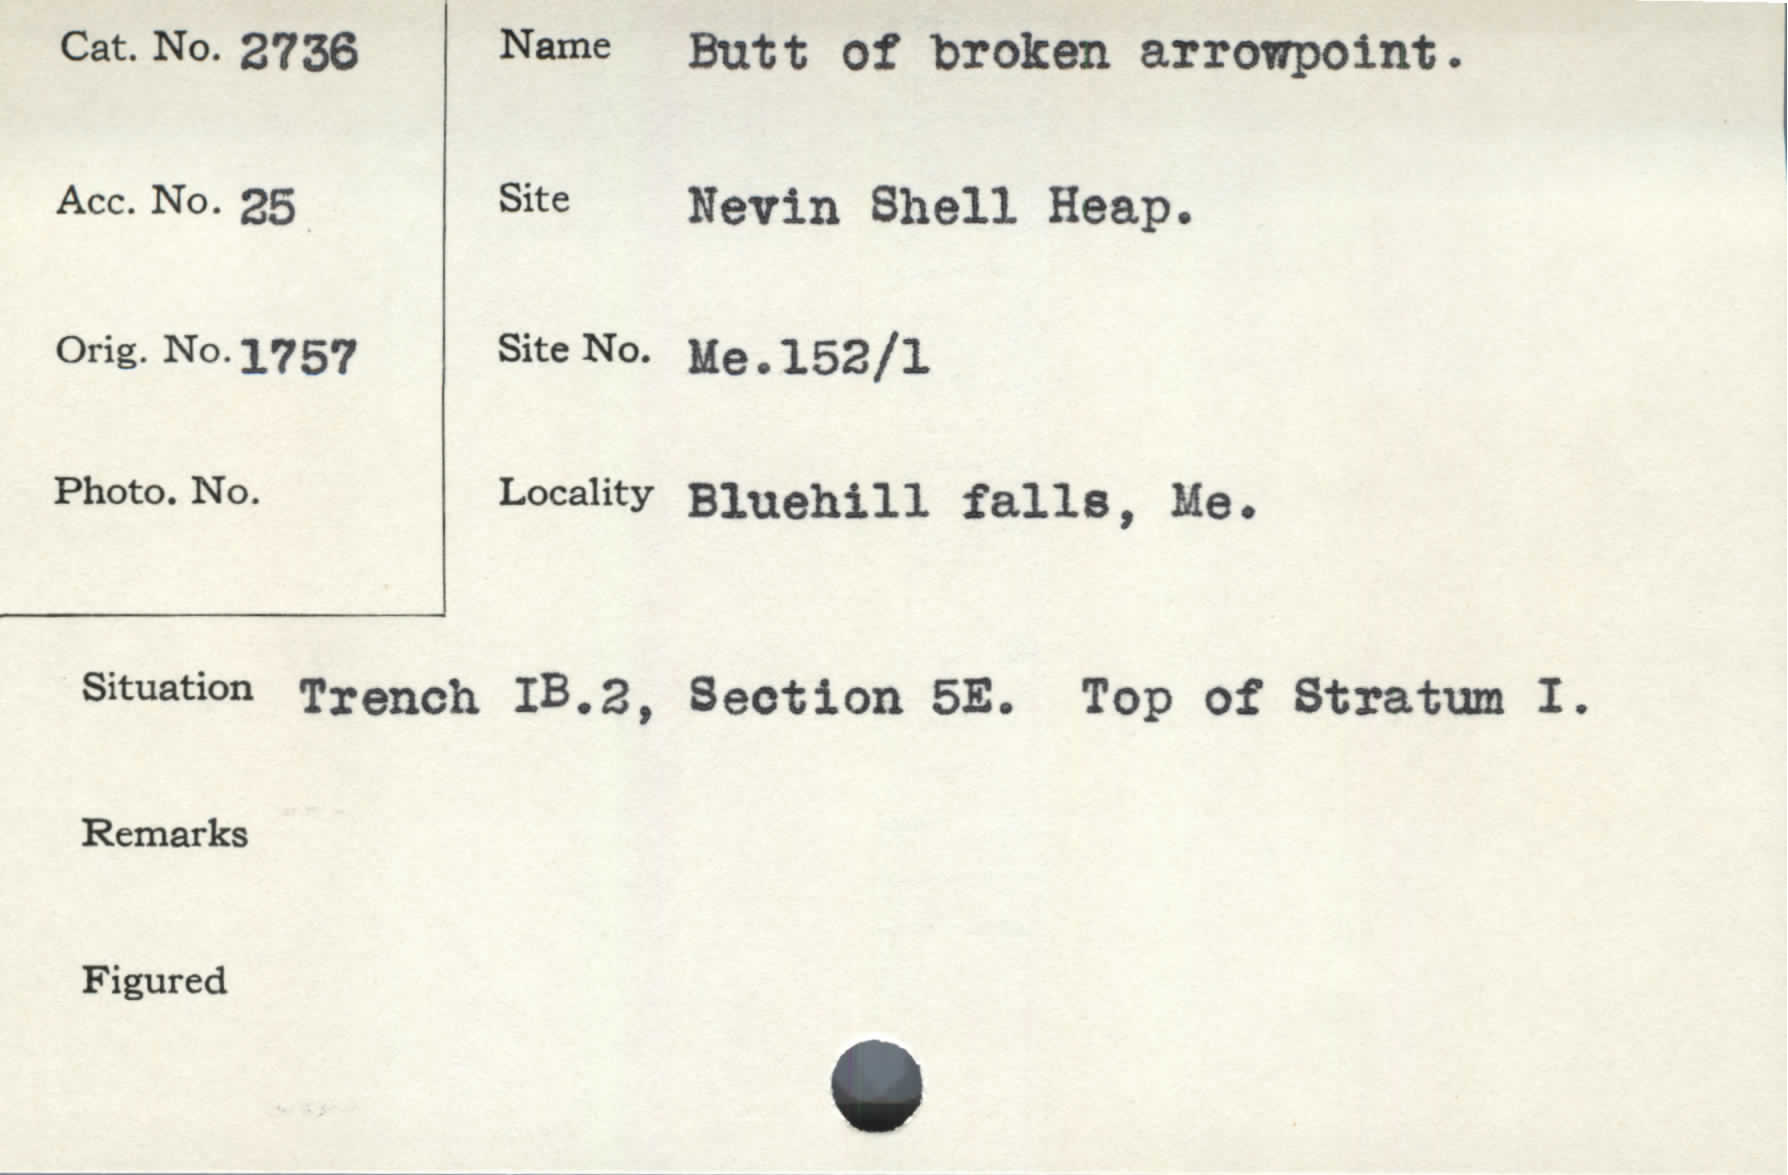 Cat. No. 2736
Name Butt of broken arrowpoint.
Acc. No. 25
Site Nevin Shell Heap.
Orig. No. 1757
Site No. Me.152/1
Photo. No.
Locality Bluehill falls, Me.
Situation Trench IB.2, Section 5E. Top of Stratum I.
Remarks
Figured